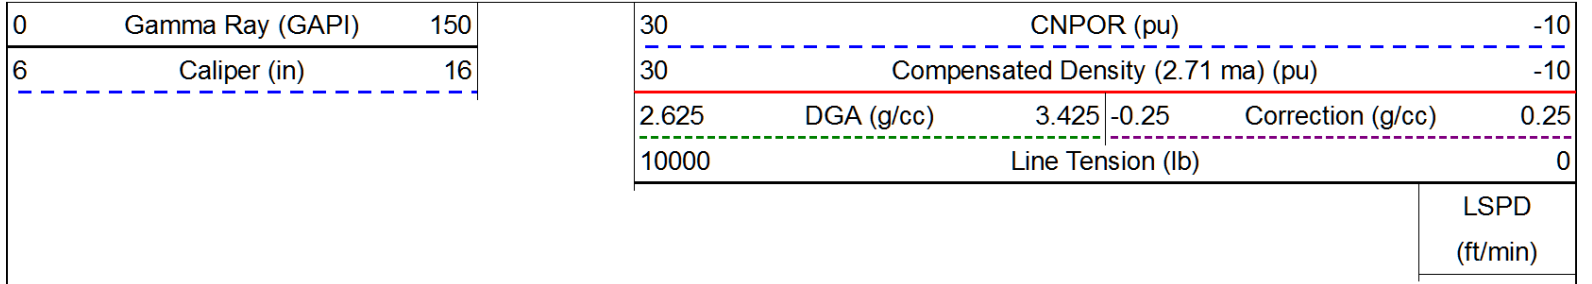 0 Gamma Ray (GAPI) 150 30 CNPOR (pu) -10
6 Caliper (in) 16 30 Compensated Density (2.71 ma) (pu) -10
2.625 DGA (g/cc) 3.425 -0.25 Correction (g/cc) 0.25
10000 Line Tension (lb) 0
LSPD
(ft/min)